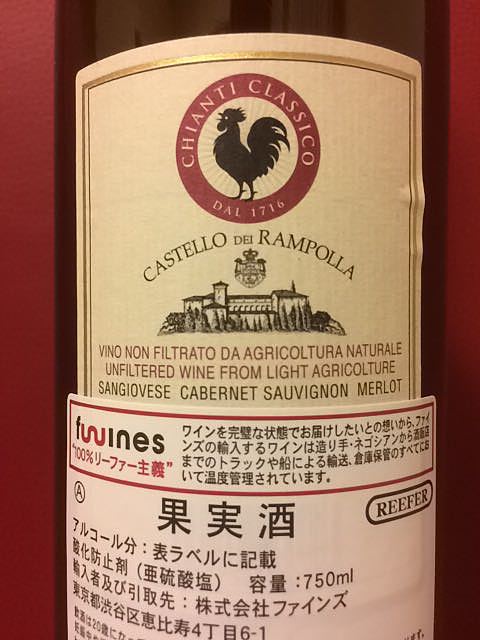 CHIANTI CLASSICO
DAL 1716
CASTELLO DEI RAMPOLLA
VINO NON FILTRATO DA AGRICOLTURA NATURALE
UNFILTERED WINE FROM LIGHT AGRICOLTURE
SANGIOVESE CABERNET SAUVIGNON MERLOT
fwines
"100%リーファー主義"
ワインを完璧な状態でお届けしたいとの想いから、ファイ
ンズの輸入するワインは造り手・ネゴシアンから酒販店
までのトラックや船による輸送、倉庫保管のすべてにお
いて温度管理されています。
Ⓐ
果実酒
REEFER
アルコール分：表ラベルに記載
酸化防止剤（亜硫酸塩） 容量：750ml
輸入者及び引取先：株式会社ファインズ
東京都渋谷区恵比寿4丁目6-1
飲酒は20歳になっ